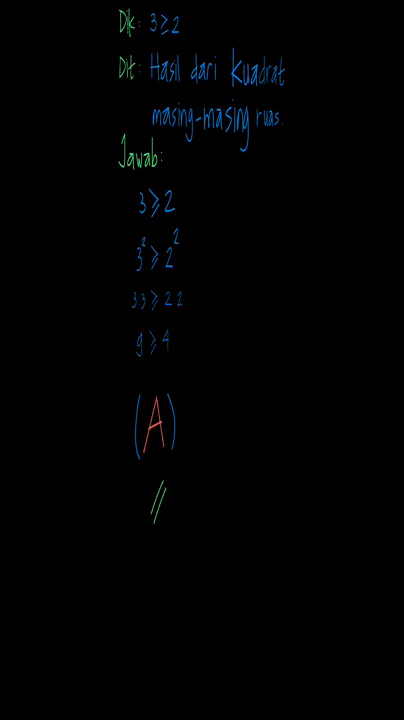 Dik: 3 ≥ 2
Dit: Hasil dari Kuadrat
masing-masing ruas.
Jawab:
3 ⩾ 2
3² ⩾ 2²
3.3 ⩾ 2.2
9 ⩾ 4
(A)
//